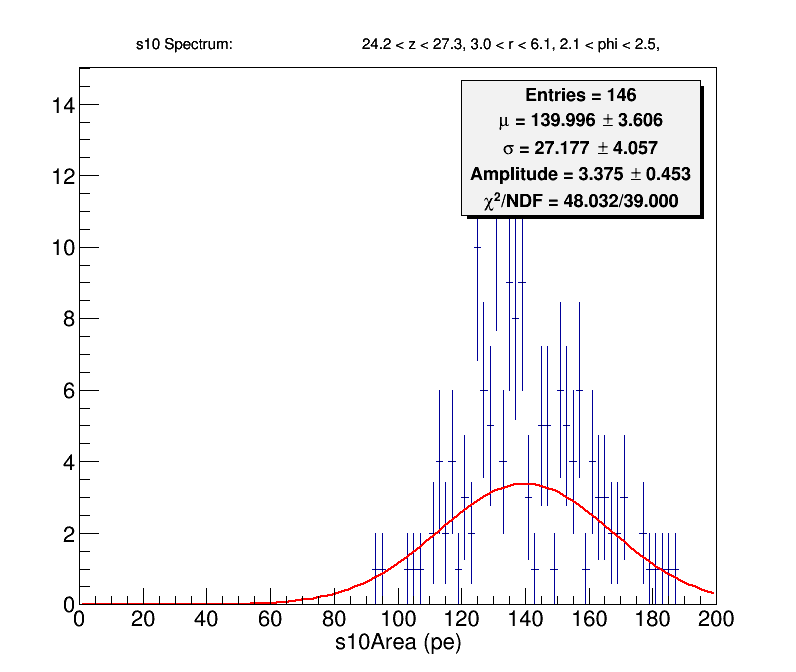 s10 Spectrum: 24.2 < z < 27.3, 3.0 < r < 6.1, 2.1 < phi < 2.5,
Entries = 146
μ = 139.996 ± 3.606
σ = 27.177 ± 4.057
Amplitude = 3.375 ± 0.453
χ²/NDF = 48.032/39.000
14
12
10
8
6
4
2
0
0 20 40 60 80 100 120 140 160 180 200
s10Area (pe)